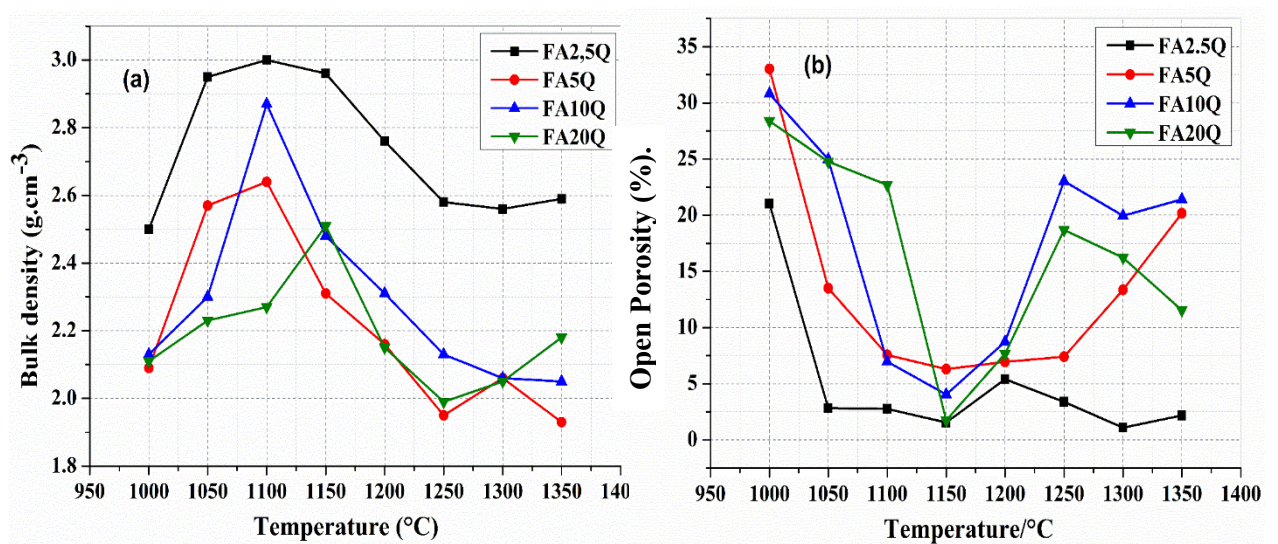 (a)
FA2,5Q
FA5Q
FA10Q
FA20Q
Bulk density (g.cm⁻³)
3.0
2.8
2.6
2.4
2.2
2.0
1.8
950 1000 1050 1100 1150 1200 1250 1300 1350 140
Temperature (°C)
(b)
FA2.5Q
FA5Q
FA10Q
FA20Q
Open Porosity (%).
35
30
25
20
15
10
5
0
950 1000 1050 1100 1150 1200 1250 1300 1350 1400
Temperature/°C